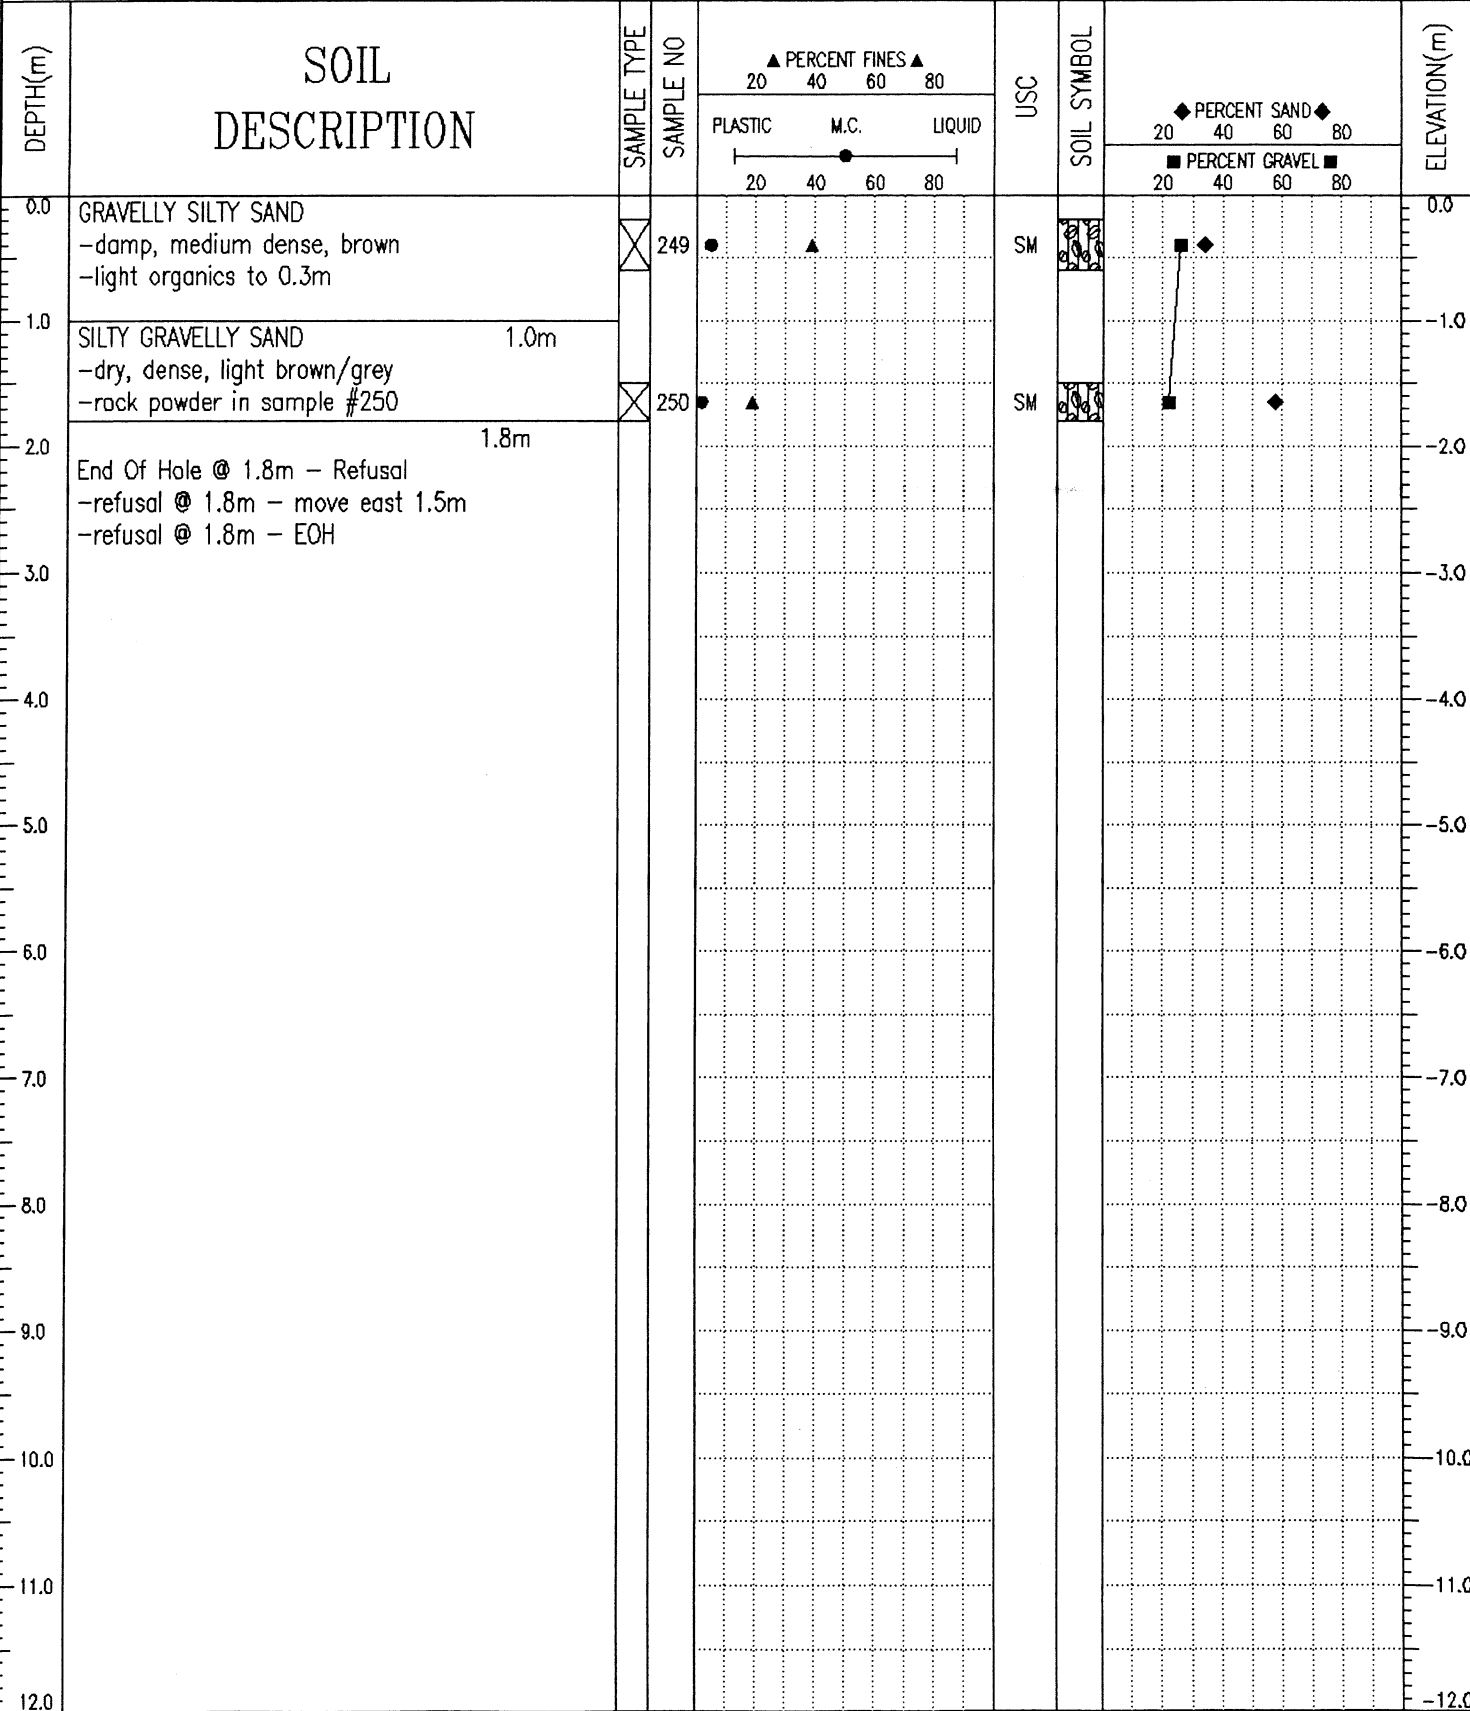 DEPTH(m)
SOIL
DESCRIPTION
SAMPLE TYPE
SAMPLE NO
▲ PERCENT FINES ▲
20 40 60 80
PLASTIC M.C. LIQUID
20 40 60 80
USC
SOIL SYMBOL
◆ PERCENT SAND ◆
20 40 60 80
■ PERCENT GRAVEL ■
20 40 60 80
ELEVATION(m)
0.0
GRAVELLY SILTY SAND
-damp, medium dense, brown
-light organics to 0.3m
249
SM
0.0
1.0
SILTY GRAVELLY SAND 1.0m
-dry, dense, light brown/grey
-rock powder in sample #250
250
SM
-1.0
1.8m
2.0
End Of Hole @ 1.8m - Refusal
-refusal @ 1.8m - move east 1.5m
-refusal @ 1.8m - EOH
-2.0
3.0
-3.0
4.0
-4.0
5.0
-5.0
6.0
-6.0
7.0
-7.0
8.0
-8.0
9.0
-9.0
10.0
-10.0
11.0
-11.0
12.0
-12.0